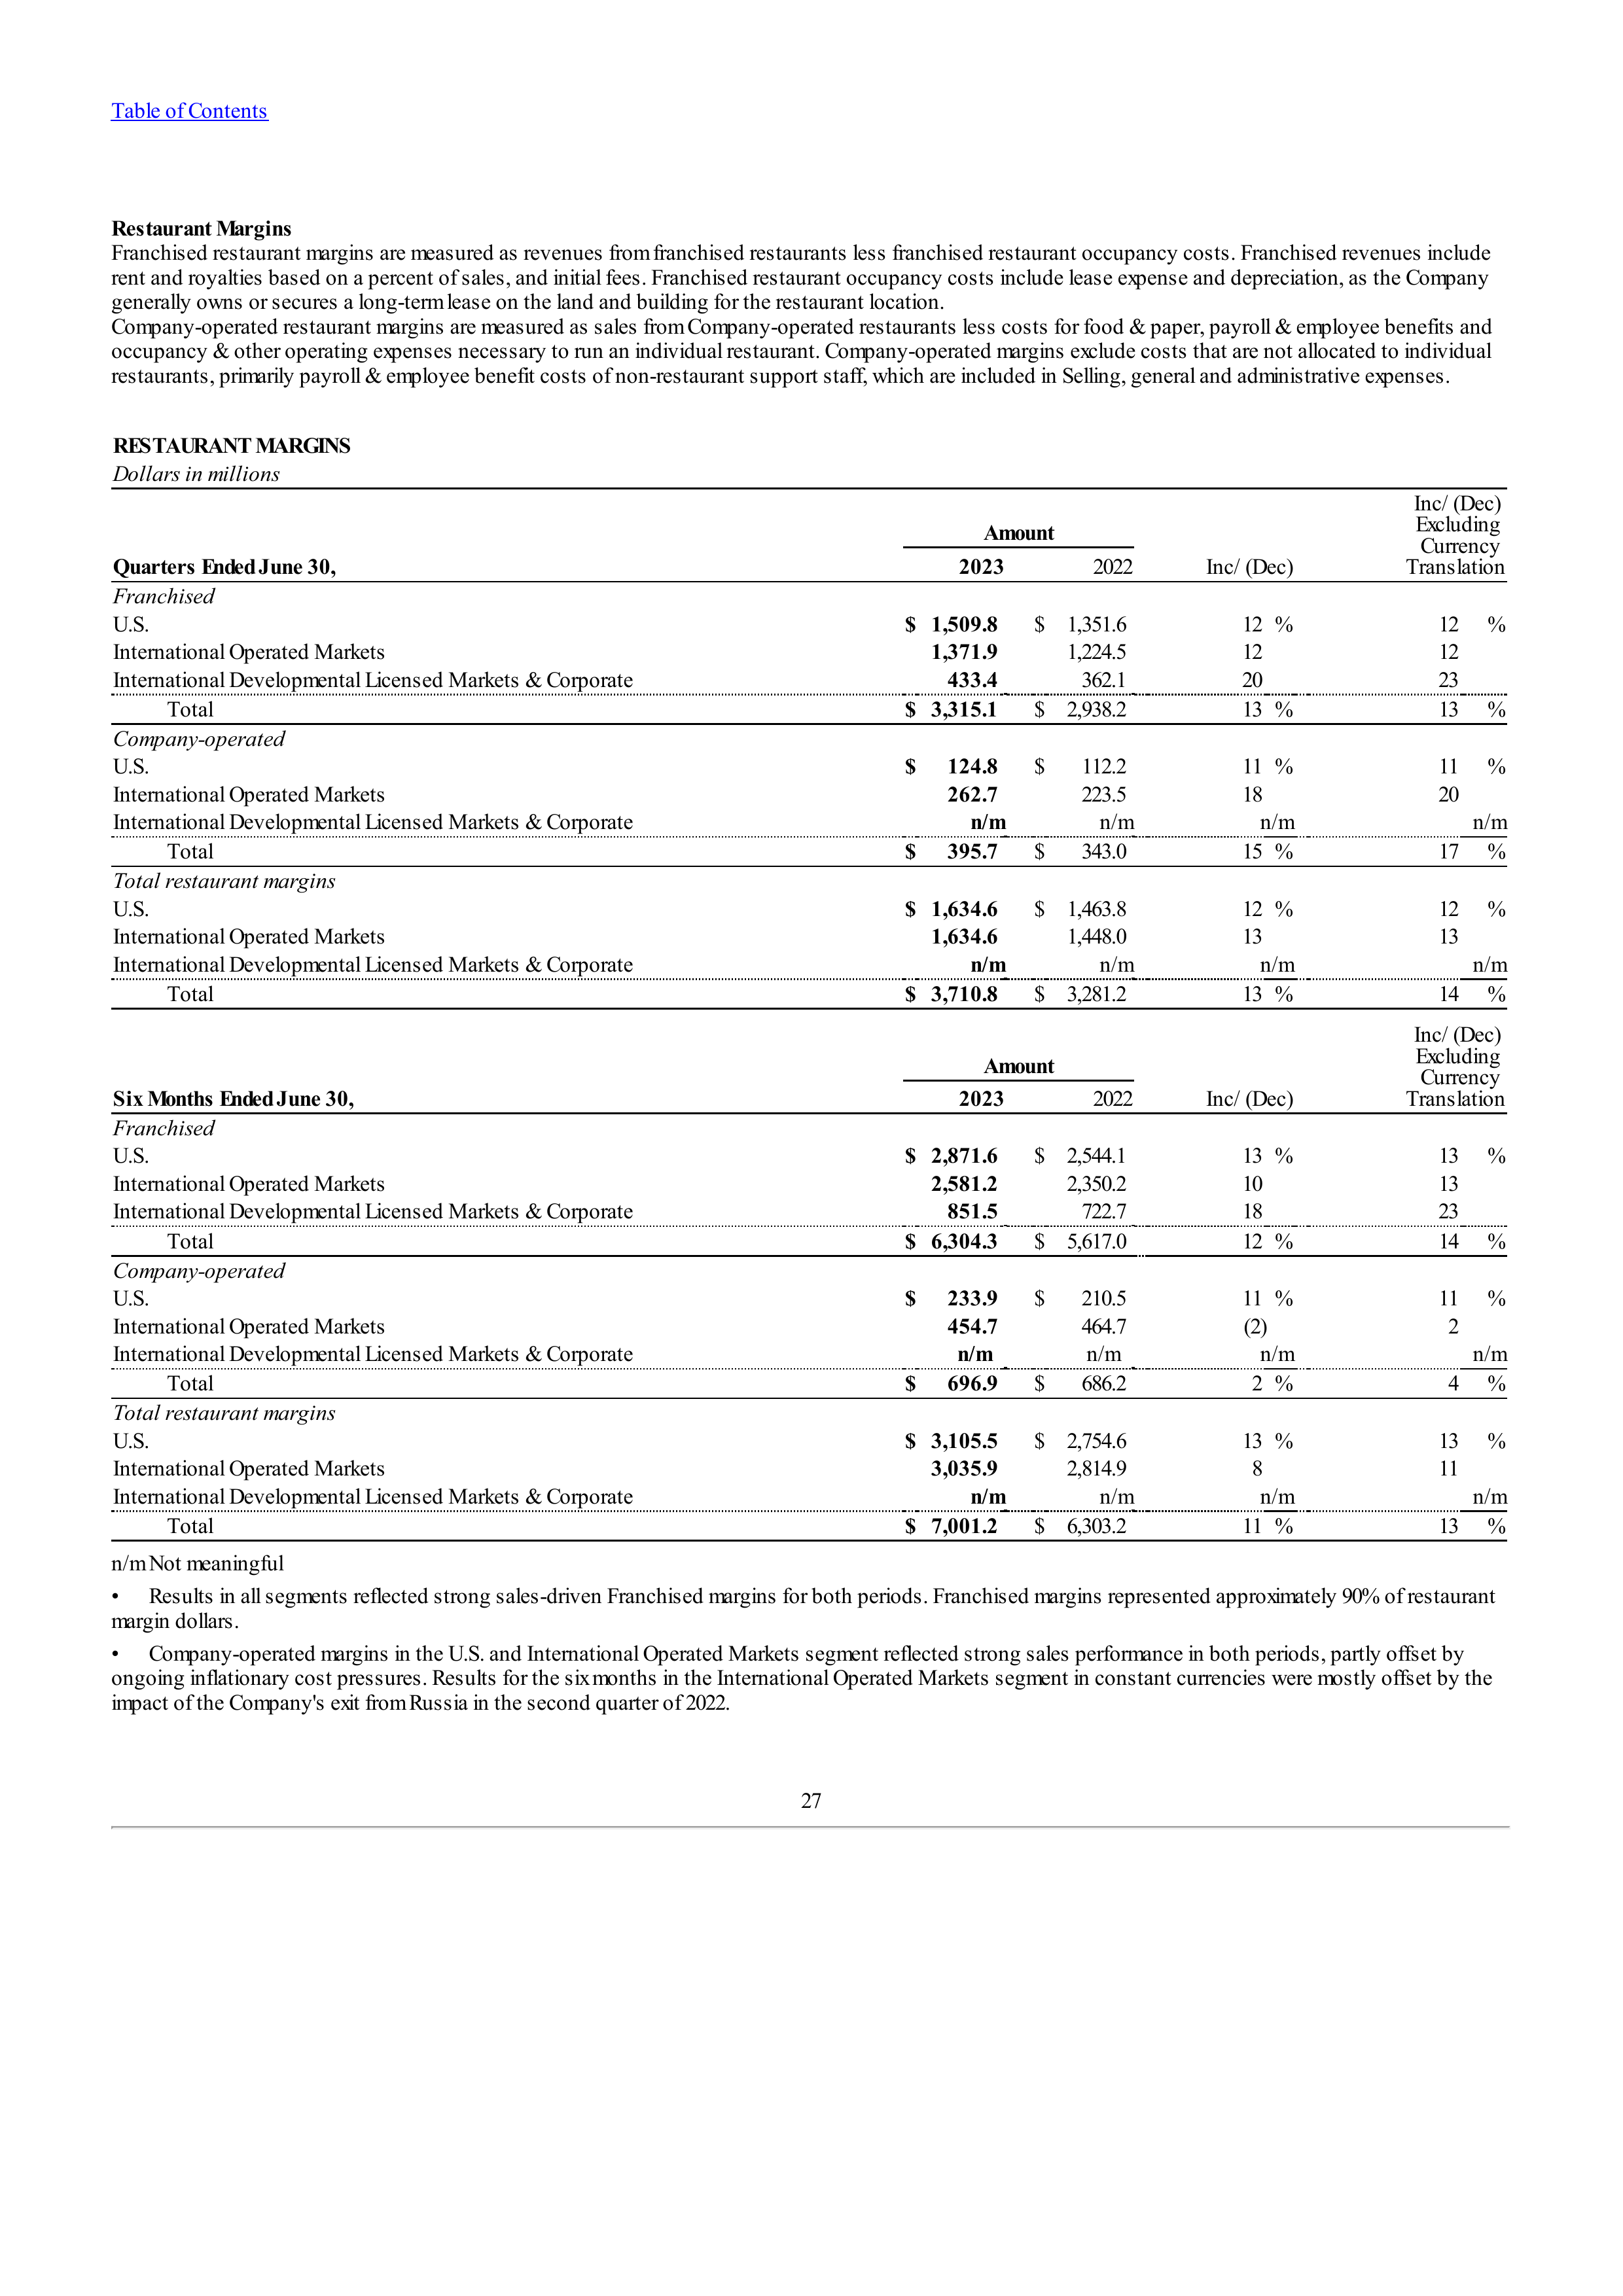 Table of Contents
Restaurant Margins
Franchised restaurant margins are measured as revenues from franchised restaurants less franchised restaurant occupancy costs. Franchised revenues include
rent and royalties based on a percent of sales, and initial fees. Franchised restaurant occupancy costs include lease expense and depreciation, as the Company
generally owns or secures a long-term lease on the land and building for the restaurant location.
Company-operated restaurant margins are measured as sales from Company-operated restaurants less costs for food & paper, payroll & employee benefits and
occupancy & other operating expenses necessary to run an individual restaurant. Company-operated margins exclude costs that are not allocated to individual
restaurants, primarily payroll & employee benefit costs of non-restaurant support staff, which are included in Selling, general and administrative expenses.
RESTAURANT MARGINS
Dollars in millions
Inc/ (Dec)
Excluding
Amount Currency
Quarters Ended June 30, 2023 2022 Inc/ (Dec) Translation
Franchised
U.S. $ 1,509.8 $ 1,351.6 12 % 12 %
International Operated Markets 1,371.9 1,224.5 12 12
International Developmental Licensed Markets & Corporate 433.4 362.1 20 23
Total $ 3,315.1 $ 2,938.2 13 % 13 %
Company-operated
U.S. $ 124.8 $ 112.2 11 % 11 %
International Operated Markets 262.7 223.5 18 20
International Developmental Licensed Markets & Corporate n/m n/m n/m n/m
Total $ 395.7 $ 343.0 15 % 17 %
Total restaurant margins
U.S. $ 1,634.6 $ 1,463.8 12 % 12 %
International Operated Markets 1,634.6 1,448.0 13 13
International Developmental Licensed Markets & Corporate n/m n/m n/m n/m
Total $ 3,710.8 $ 3,281.2 13 % 14 %
Inc/ (Dec)
Excluding
Amount Currency
Six Months Ended June 30, 2023 2022 Inc/ (Dec) Translation
Franchised
U.S. $ 2,871.6 $ 2,544.1 13 % 13 %
International Operated Markets 2,581.2 2,350.2 10 13
International Developmental Licensed Markets & Corporate 851.5 722.7 18 23
Total $ 6,304.3 $ 5,617.0 12 % 14 %
Company-operated
U.S. $ 233.9 $ 210.5 11 % 11 %
International Operated Markets 454.7 464.7 (2) 2
International Developmental Licensed Markets & Corporate n/m n/m n/m n/m
Total $ 696.9 $ 686.2 2 % 4 %
Total restaurant margins
U.S. $ 3,105.5 $ 2,754.6 13 % 13 %
International Operated Markets 3,035.9 2,814.9 8 11
International Developmental Licensed Markets & Corporate n/m n/m n/m n/m
Total $ 7,001.2 $ 6,303.2 11 % 13 %
n/m Not meaningful
• Results in all segments reflected strong sales-driven Franchised margins for both periods. Franchised margins represented approximately 90% of restaurant
margin dollars.
• Company-operated margins in the U.S. and International Operated Markets segment reflected strong sales performance in both periods, partly offset by
ongoing inflationary cost pressures. Results for the six months in the International Operated Markets segment in constant currencies were mostly offset by the
impact of the Company's exit from Russia in the second quarter of 2022.
27